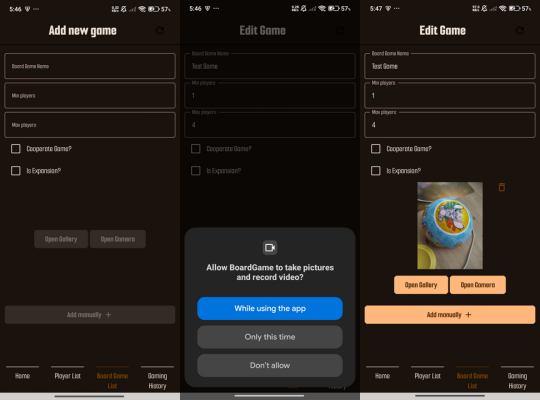 5:46
57%
Add new game
Board Game Name
Min players
Max players
Cooperate Game?
Is Expansion?
Open Gallery
Open Camera
Add manually +
Home
Player List
Board Game
List
Gaming
History
5:46
57%
Edit Game
Board Game Name
Test Game
Min players
1
Max players
4
Cooperate Game?
Is Expansion?
Allow BoardGame to take pictures
and record video?
While using the app
Only this time
Don't allow
History
5:47
57%
Edit Game
Board Game Name
Test Game
Min players
1
Max players
4
Cooperate Game?
Is Expansion?
Open Gallery
Open Camera
Add manually +
Home
Player List
Board Game
List
Gaming
History